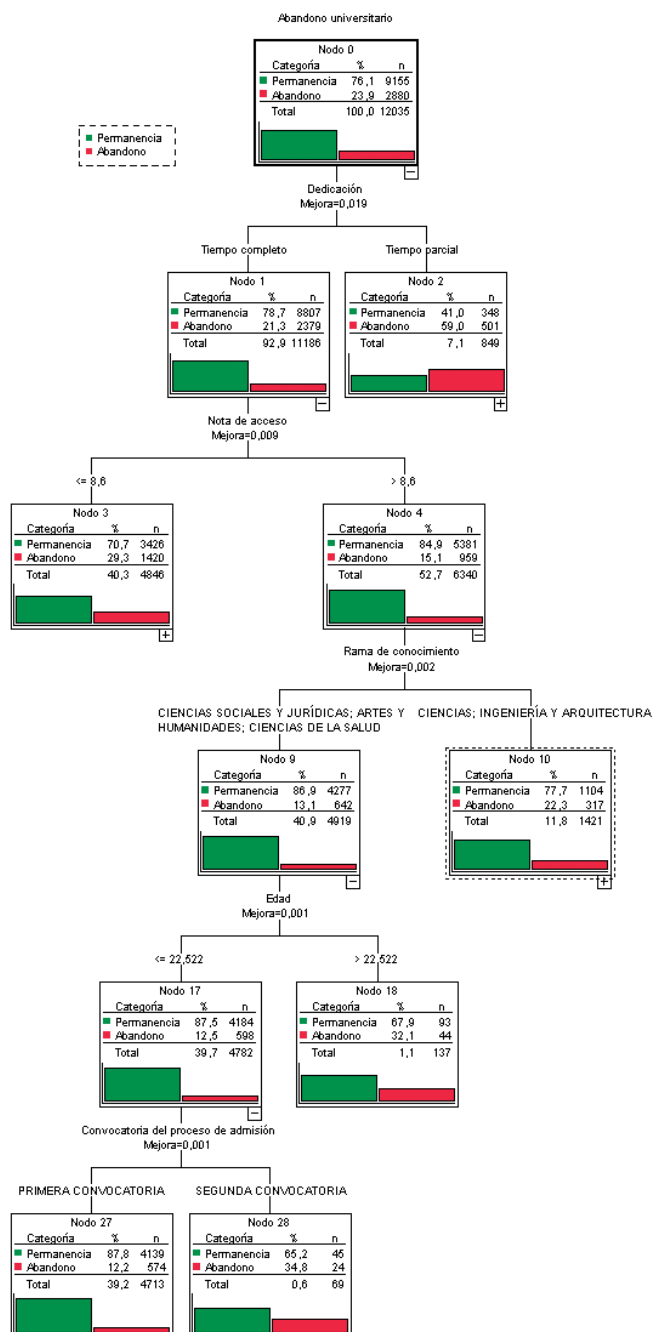 Abandono universitario
Nodo 0
Categoría % n
Permanencia 76,1 9155
Abandono 23,9 2880
Total 100,0 12035
Permanencia
Abandono
Dedicación
Mejora=0,019
Tiempo completo
Tiempo parcial
Nodo 1
Categoría % n
Permanencia 78,7 8807
Abandono 21,3 2379
Total 92,9 11186
Nodo 2
Categoría % n
Permanencia 41,0 348
Abandono 59,0 501
Total 7,1 849
Nota de acceso
Mejora=0,009
<= 8,6
> 8,6
Nodo 3
Categoría % n
Permanencia 70,7 3426
Abandono 29,3 1420
Total 40,3 4846
Nodo 4
Categoría % n
Permanencia 84,9 5381
Abandono 15,1 959
Total 52,7 6340
Rama de conocimiento
Mejora=0,002
CIENCIAS SOCIALES Y JURÍDICAS; ARTES Y
HUMANIDADES; CIENCIAS DE LA SALUD
CIENCIAS; INGENIERÍA Y ARQUITECTURA
Nodo 9
Categoría % n
Permanencia 86,9 4277
Abandono 13,1 642
Total 40,9 4919
Nodo 10
Categoría % n
Permanencia 77,7 1104
Abandono 22,3 317
Total 11,8 1421
Edad
Mejora=0,001
<= 22,522
> 22,522
Nodo 17
Categoría % n
Permanencia 87,5 4184
Abandono 12,5 598
Total 39,7 4782
Nodo 18
Categoría % n
Permanencia 67,9 93
Abandono 32,1 44
Total 1,1 137
Convocatoria del proceso de admisión
Mejora=0,001
PRIMERA CONVOCATORIA
SEGUNDA CONVOCATORIA
Nodo 27
Categoría % n
Permanencia 87,8 4139
Abandono 12,2 574
Total 39,2 4713
Nodo 28
Categoría % n
Permanencia 65,2 45
Abandono 34,8 24
Total 0,6 69